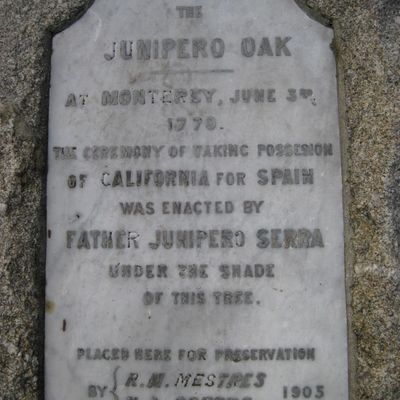 THE
JUNIPERO OAK
AT MONTEREY, JUNE 3RD,
1770.
THE CEREMONY OF TAKING POSSESION
OF CALIFORNIA FOR SPAIN
WAS ENACTED BY
FATHER JUNIPERO SERRA
UNDER THE SHADE
OF THIS TREE.
PLACED HERE FOR PRESERVATION
BY R.M. MESTRES 1905